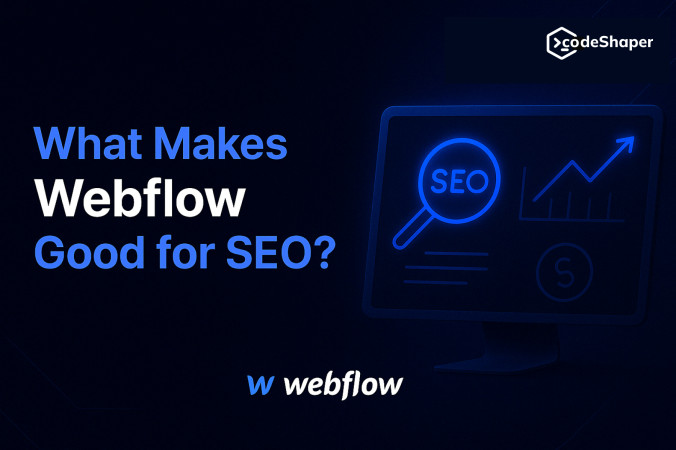 codeShaper
What Makes
Webflow
Good for SEO?
SEO
S
W webflow